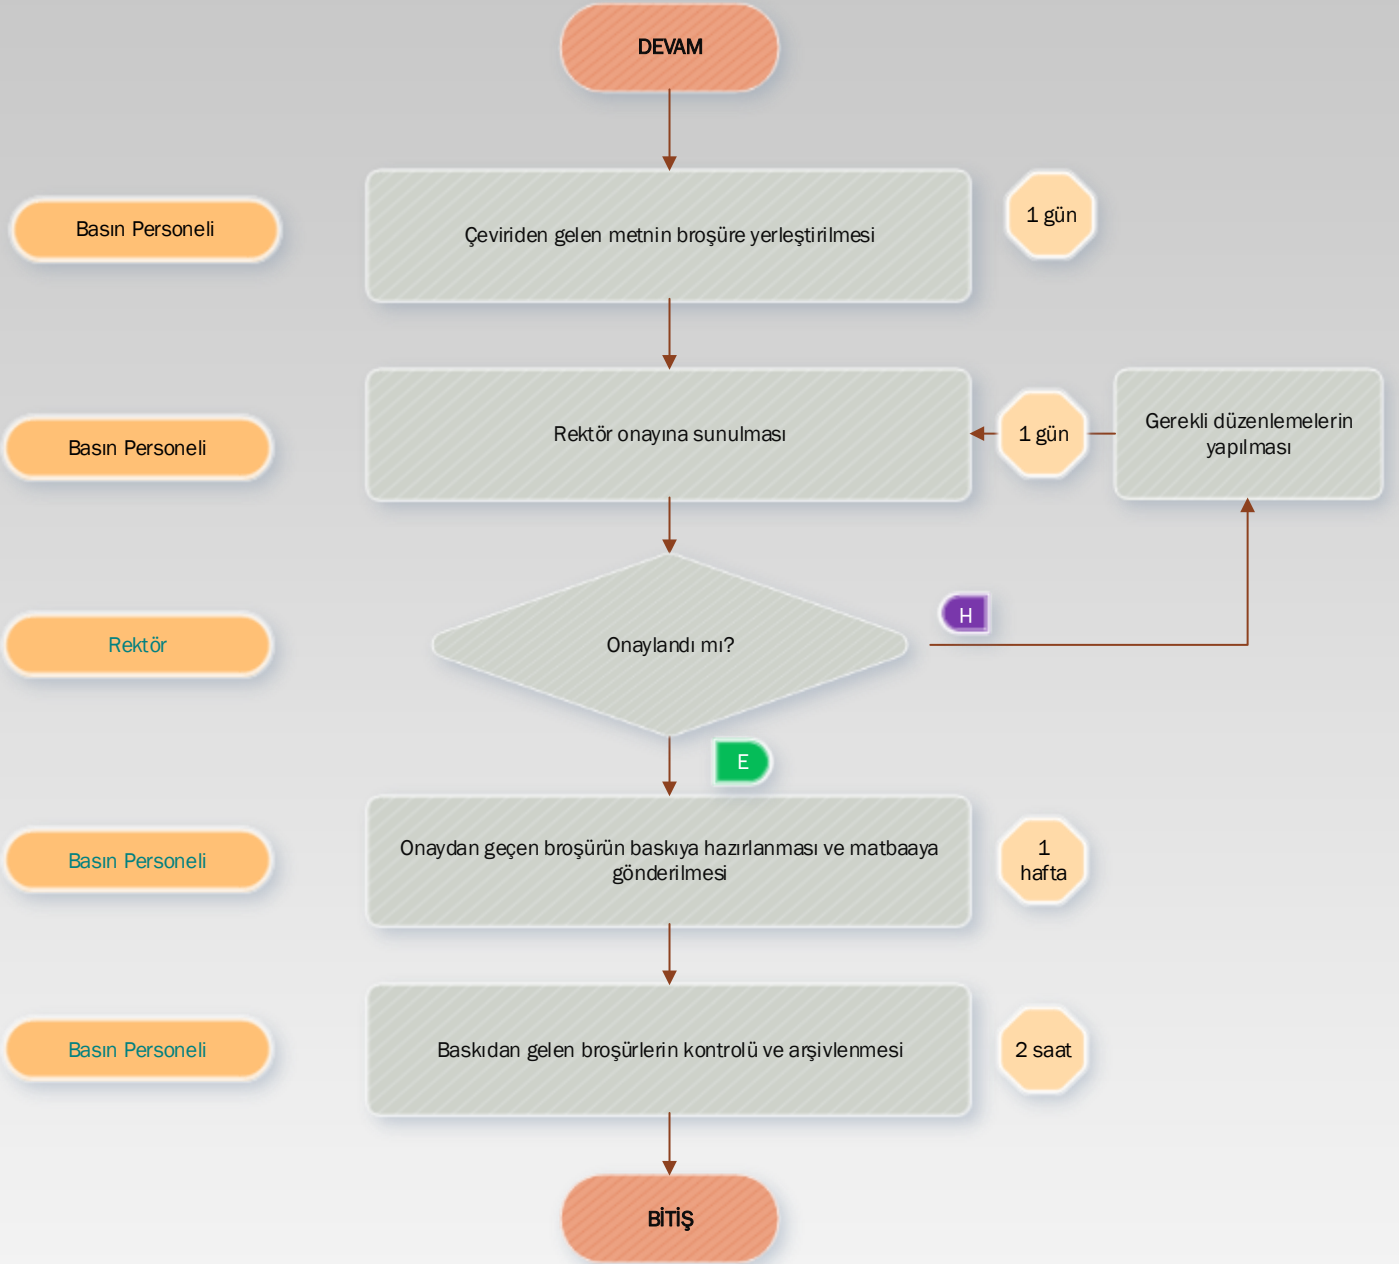 DEVAM
Basın Personeli
Çeviriden gelen metnin broşüre yerleştirilmesi
1 gün
Basın Personeli
Rektör onayına sunulması
1 gün
Gerekli düzenlemelerin
yapılması
Rektör
Onaylandı mı?
H
E
Basın Personeli
Onaydan geçen broşürün baskıya hazırlanması ve matbaaya
gönderilmesi
1
hafta
Basın Personeli
Baskıdan gelen broşürlerin kontrolü ve arşivlenmesi
2 saat
BİTİŞ